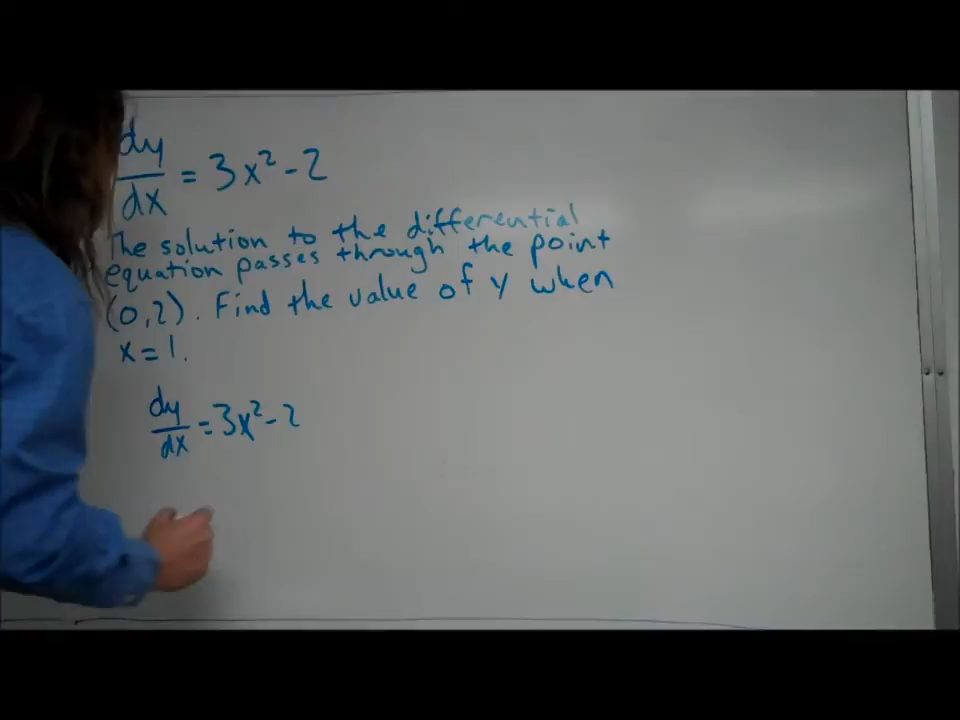 dy/dx = 3x² - 2
The solution to the differential
equation passes through the point
(0,2). Find the value of y when
x = 1.
dy/dx = 3x² - 2